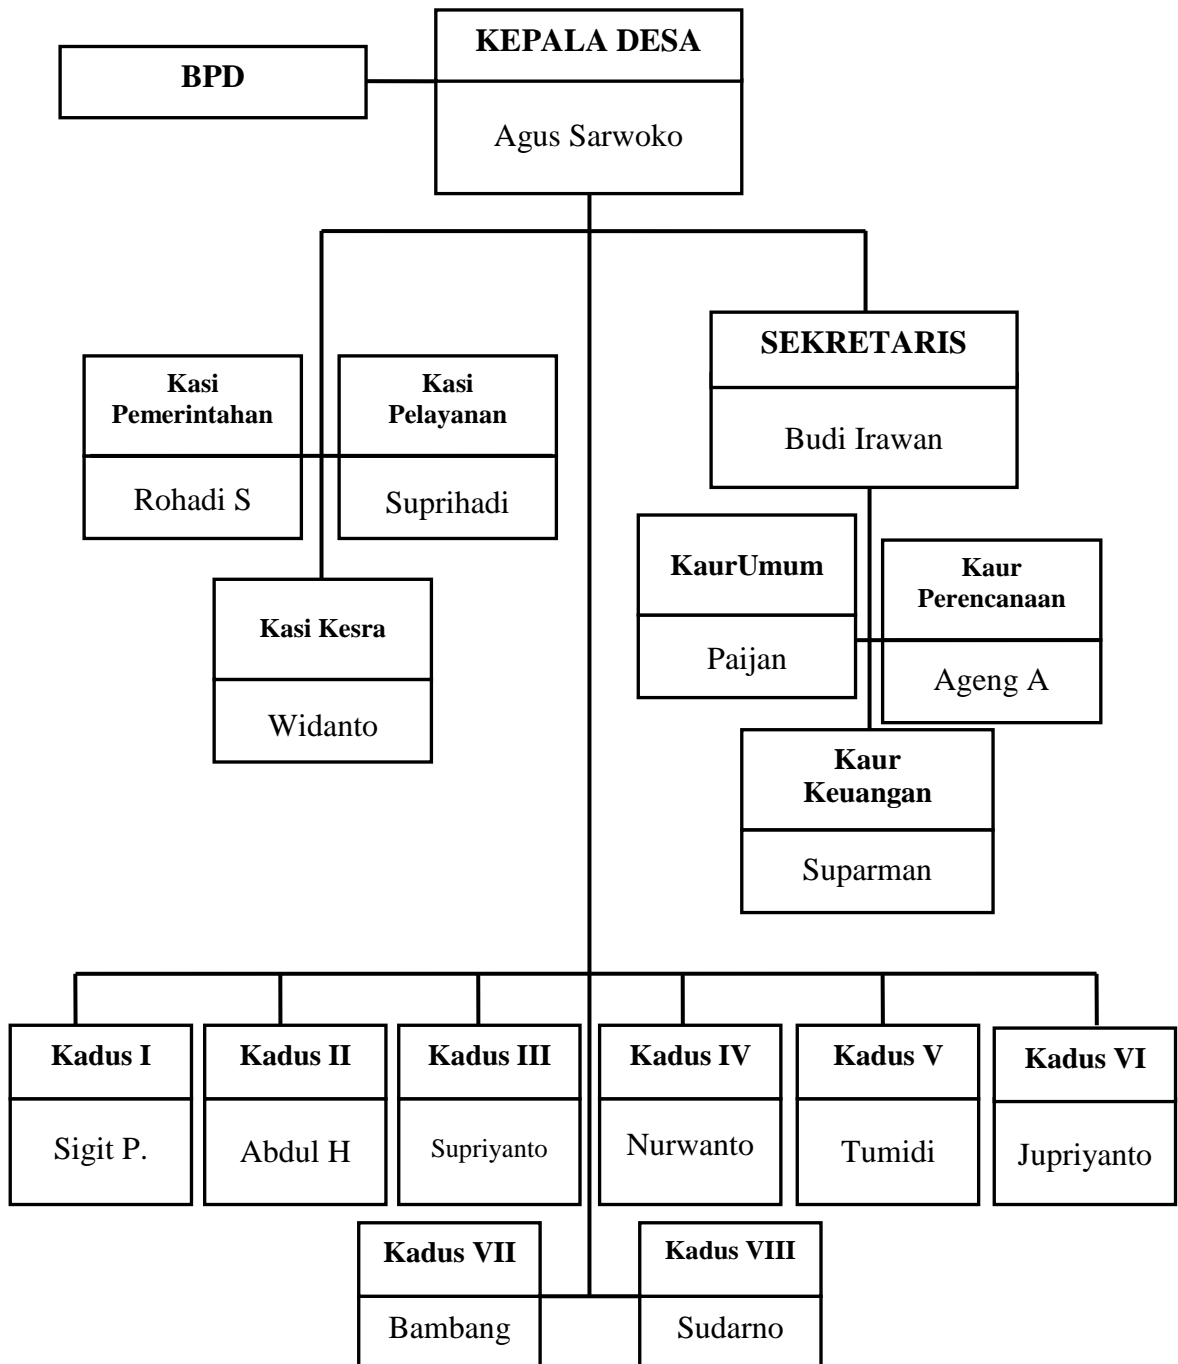 KEPALA DESA
BPD
Agus Sarwoko
SEKRETARIS
Budi Irawan
Kasi
Pemerintahan
Rohadi S
Kasi
Pelayanan
Suprihadi
Kasi Kesra
Widanto
KaurUmum
Paijan
Kaur
Perencanaan
Ageng A
Kaur
Keuangan
Suparman
Kadus I
Sigit P.
Kadus II
Abdul H
Kadus III
Supriyanto
Kadus IV
Nurwanto
Kadus V
Tumidi
Kadus VI
Jupriyanto
Kadus VII
Bambang
Kadus VIII
Sudarno